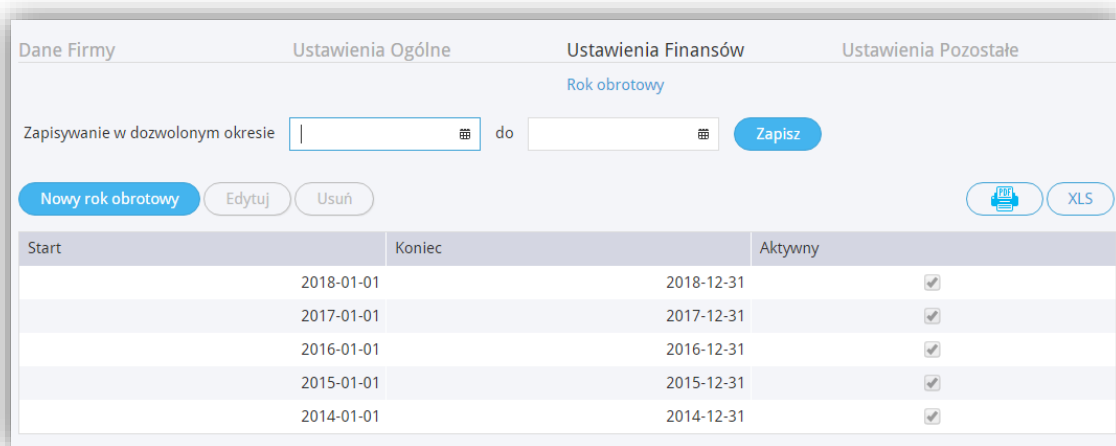 Dane Firmy Ustawienia Ogólne Ustawienia Finansów Ustawienia Pozostałe
Rok obrotowy
Zapisywanie w dozwolonym okresie do Zapisz
Nowy rok obrotowy Edytuj Usuń PDF XLS
Start Koniec Aktywny
2018-01-01 2018-12-31
2017-01-01 2017-12-31
2016-01-01 2016-12-31
2015-01-01 2015-12-31
2014-01-01 2014-12-31